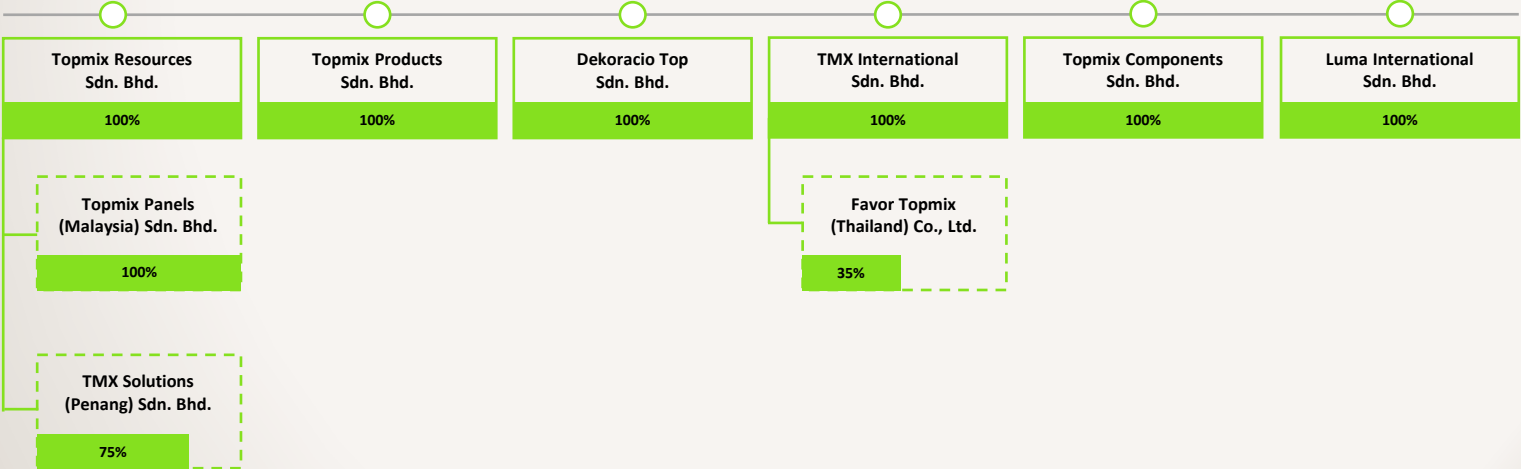 Topmix Resources
Sdn. Bhd.
100%
Topmix Products
Sdn. Bhd.
100%
Dekoracio Top
Sdn. Bhd.
100%
TMX International
Sdn. Bhd.
100%
Topmix Components
Sdn. Bhd.
100%
Luma International
Sdn. Bhd.
100%
Topmix Panels
(Malaysia) Sdn. Bhd.
100%
Favor Topmix
(Thailand) Co., Ltd.
35%
TMX Solutions
(Penang) Sdn. Bhd.
75%